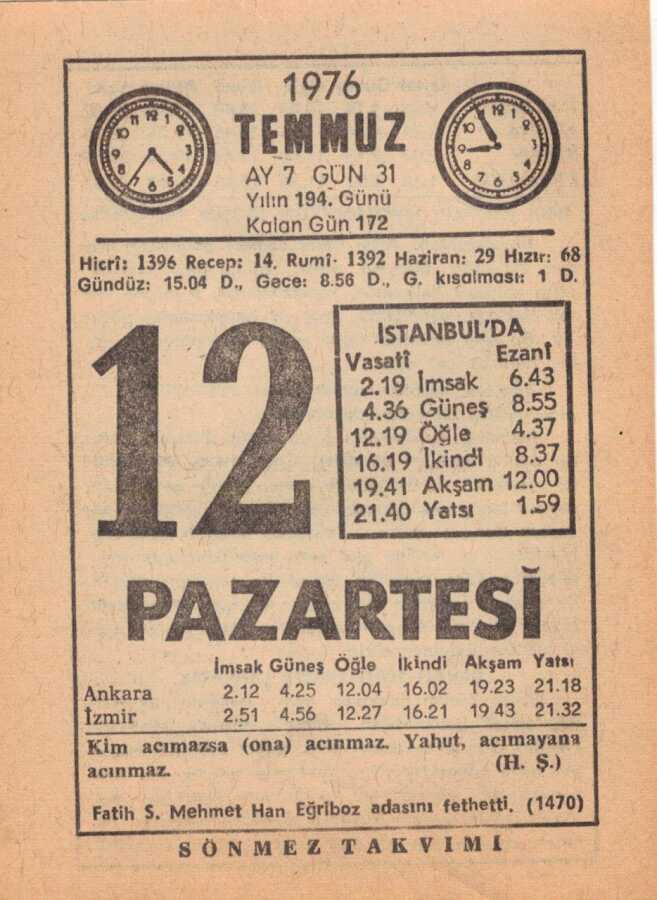 1976
TEMMUZ
AY 7 GÜN 31
Yılın 194. Günü
Kalan Gün 172
Hicrî: 1396 Recep: 14, Rumî- 1392 Haziran: 29 Hızır: 68
Gündüz: 15.04 D., Gece: 8.56 D., G. kısalması: 1 D.
12
İSTANBUL'DA
Vasatî Ezanî
2.19 İmsak 6.43
4.36 Güneş 8.55
12.19 Öğle 4.37
16.19 İkindi 8.37
19.41 Akşam 12.00
21.40 Yatsı 1.59
PAZARTESİ
İmsak Güneş Öğle İkindi Akşam Yatsı
Ankara 2.12 4.25 12.04 16.02 19.23 21.18
İzmir 2.51 4.56 12.27 16.21 19 43 21.32
Kim acımazsa (ona) acınmaz. Yahut, acımayana
acınmaz. (H. Ş.)
Fatih S. Mehmet Han Eğriboz adasını fethetti. (1470)
SÖNMEZ TAKVIMI